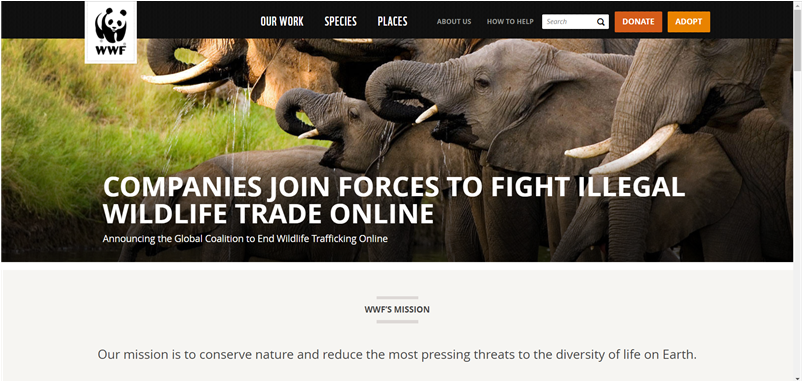 OUR WORK SPECIES PLACES ABOUT US HOW TO HELP Search DONATE ADOPT
WWF
COMPANIES JOIN FORCES TO FIGHT ILLEGAL
WILDLIFE TRADE ONLINE
Announcing the Global Coalition to End Wildlife Trafficking Online
WWF'S MISSION
Our mission is to conserve nature and reduce the most pressing threats to the diversity of life on Earth.